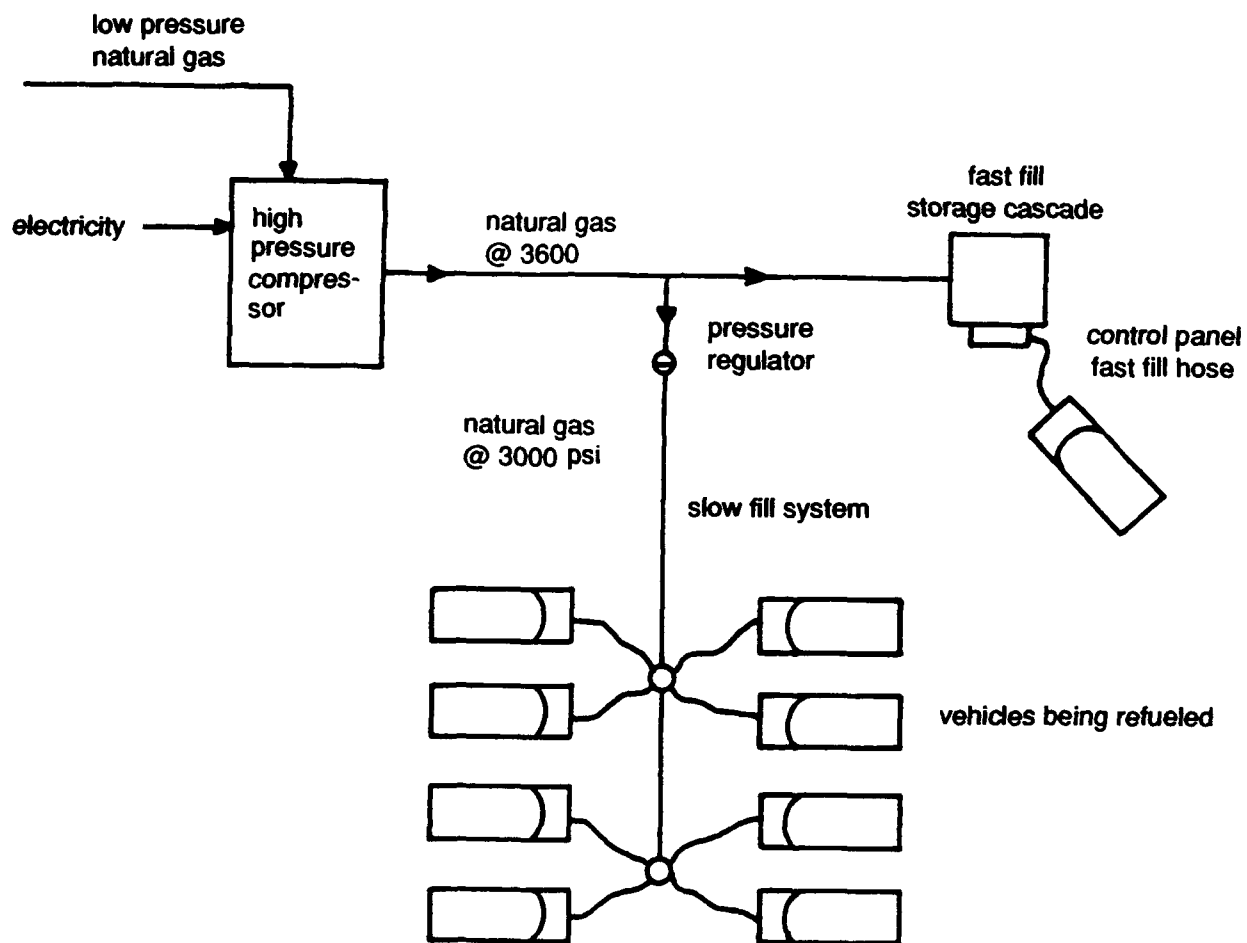 low pressure
natural gas
electricity
high
pressure
compres-
sor
natural gas
@ 3600
fast fill
storage cascade
pressure
regulator
control panel
fast fill hose
natural gas
@ 3000 psi
slow fill system
vehicles being refueled